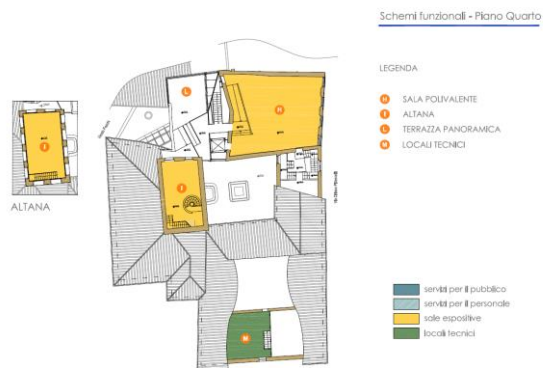 Schemi funzionali - Piano Quarto
LEGENDA
H SALA POLIVALENTE
I ALTANA
L TERRAZZA PANORAMICA
M LOCALI TECNICI
L
H
I
I
ALTANA
M
servizi per il pubblico
servizi per il personale
sale espositive
locali tecnici